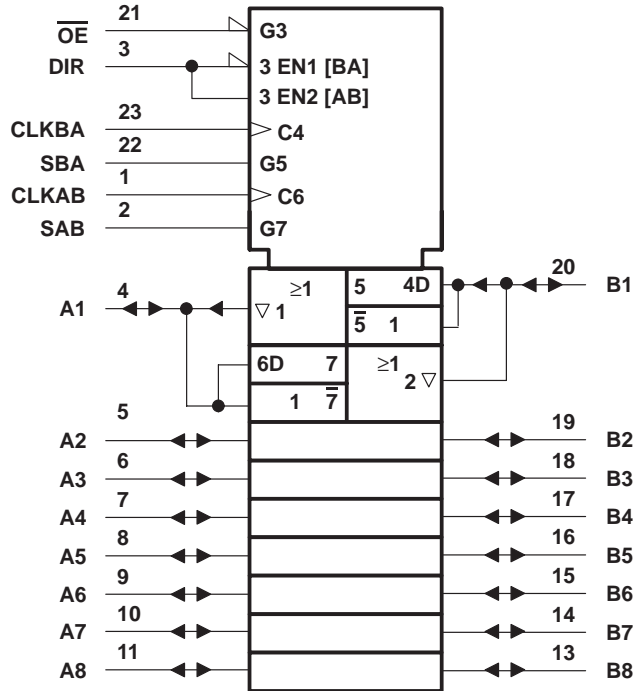 21
O̅E̅ G3
3
DIR 3 EN1 [BA]
3 EN2 [AB]
23
CLKBA C4
22
SBA G5
1
CLKAB C6
2
SAB G7
4 ≥1 5 4D 20
A1 ▽ 1 5̅ 1 B1
6D 7 ≥1
2 ▽
1 7̅
5 19
A2 B2
6 18
A3 B3
7 17
A4 B4
8 16
A5 B5
9 15
A6 B6
10 14
A7 B7
11 13
A8 B8